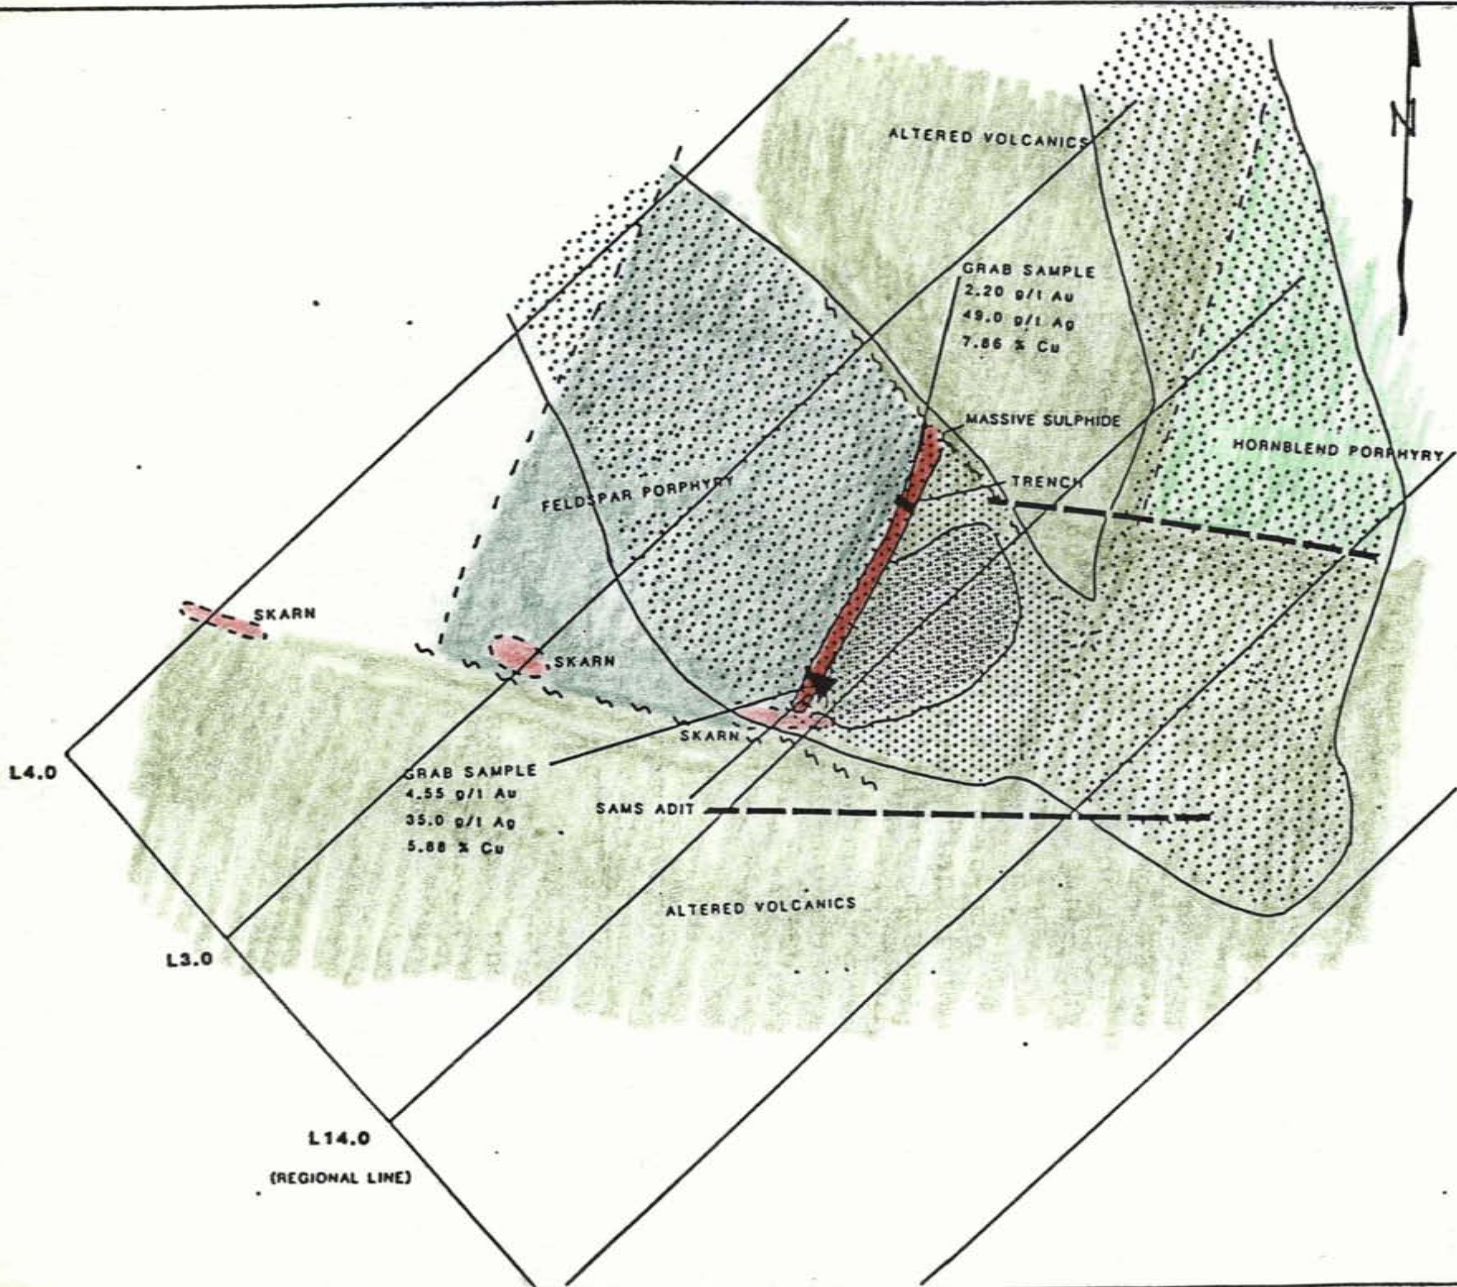 N
ALTERED VOLCANICS
GRAB SAMPLE
2.20 g/t Au
49.0 g/t Ag
7.86 % Cu
MASSIVE SULPHIDE
HORNBLEND PORPHYRY
TRENCH
FELDSPAR PORPHYRY
SKARN
SKARN
SKARN
GRAB SAMPLE
4.55 g/t Au
35.0 g/t Ag
5.88 % Cu
SAMS ADIT
ALTERED VOLCANICS
L4.0
L3.0
L14.0
(REGIONAL LINE)